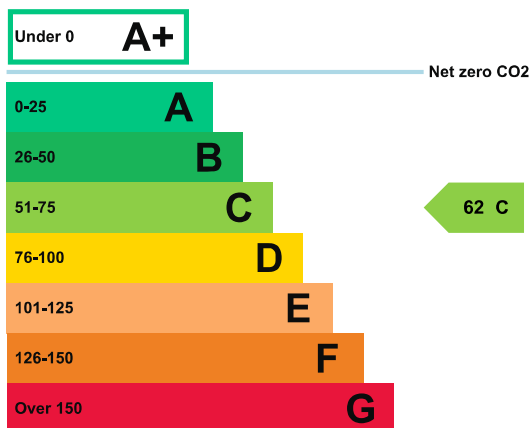 Under 0 A+
Net zero CO2
0-25 A
26-50 B
51-75 C
62 C
76-100 D
101-125 E
126-150 F
Over 150 G